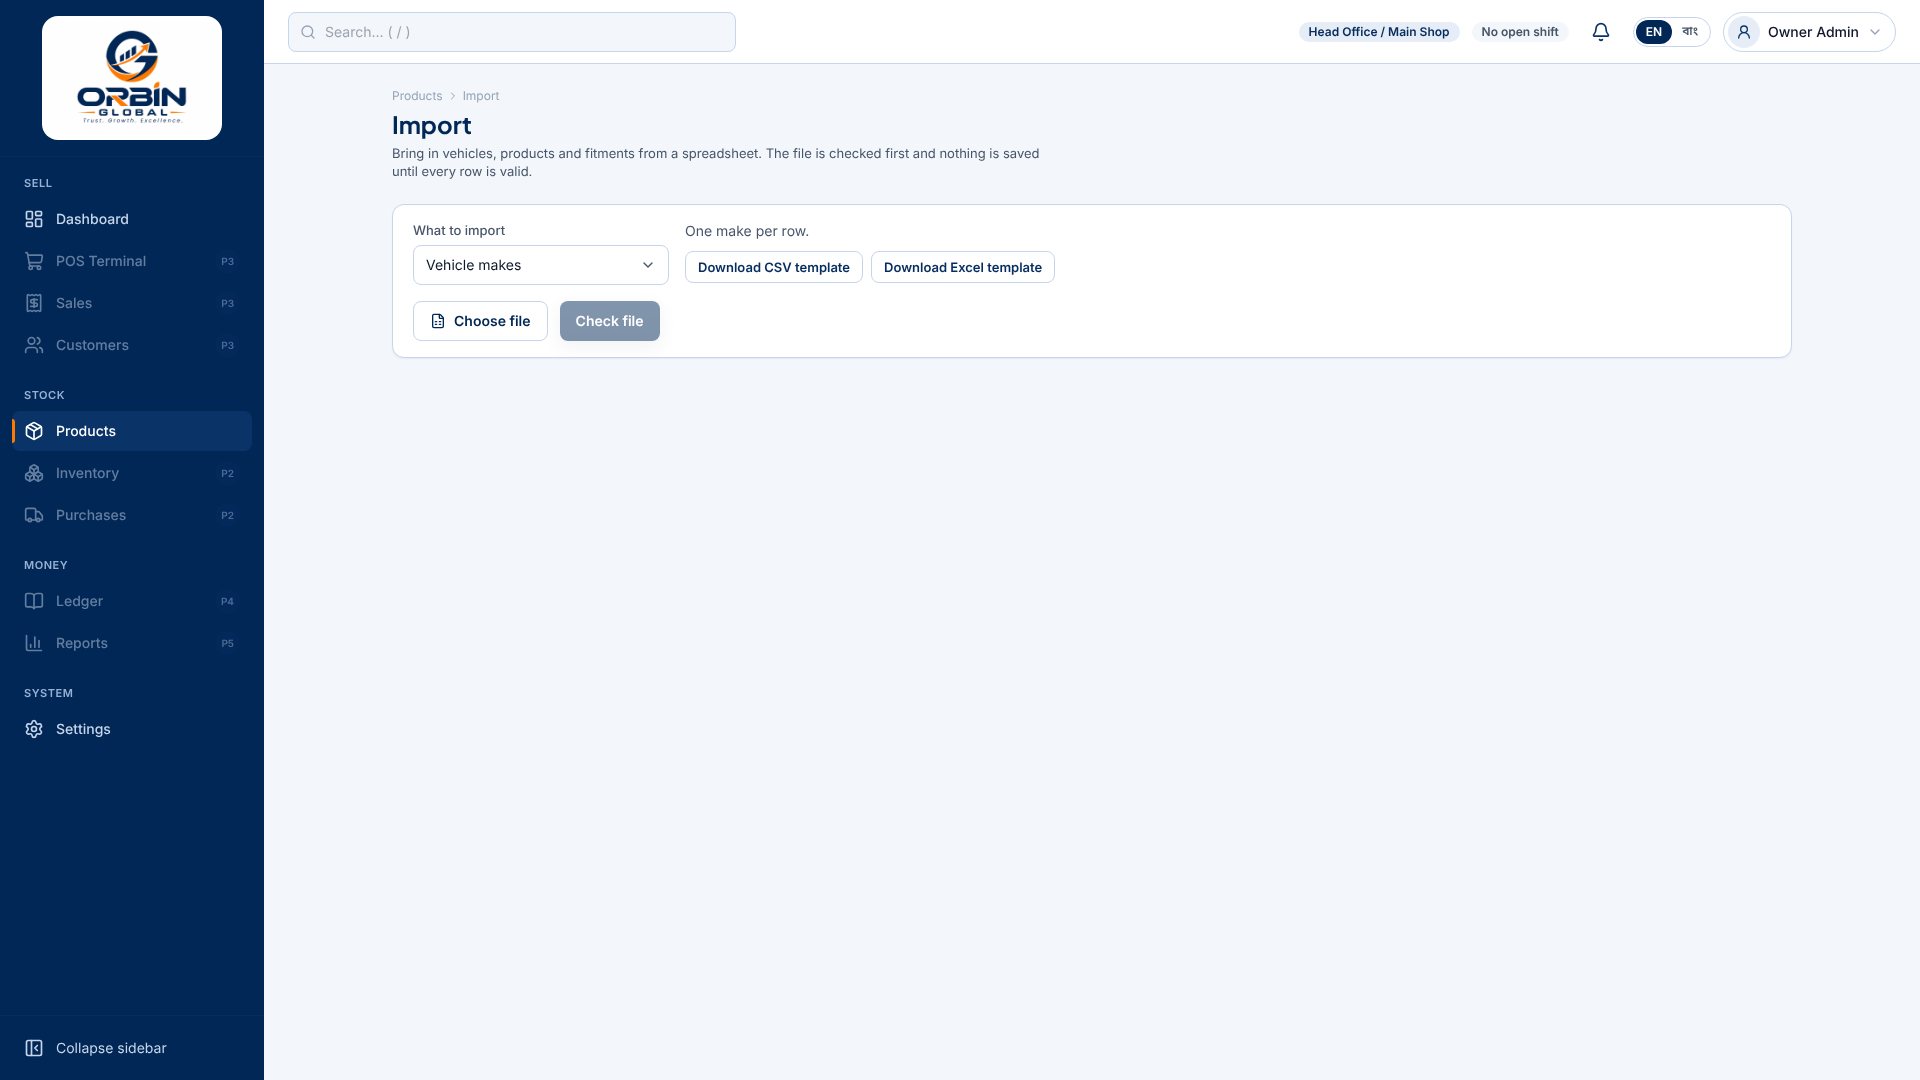 ORBIN
GLOBAL
Trust. Growth. Excellence.
SELL
Dashboard
POS Terminal P3
Sales P3
Customers P3
STOCK
Products
Inventory P2
Purchases P2
MONEY
Ledger P4
Reports P5
SYSTEM
Settings
Collapse sidebar
Search... ( / )
Head Office / Main Shop No open shift EN বাং Owner Admin
Products > Import
Import
Bring in vehicles, products and fitments from a spreadsheet. The file is checked first and nothing is saved
until every row is valid.
What to import
Vehicle makes
One make per row.
Download CSV template Download Excel template
Choose file Check file